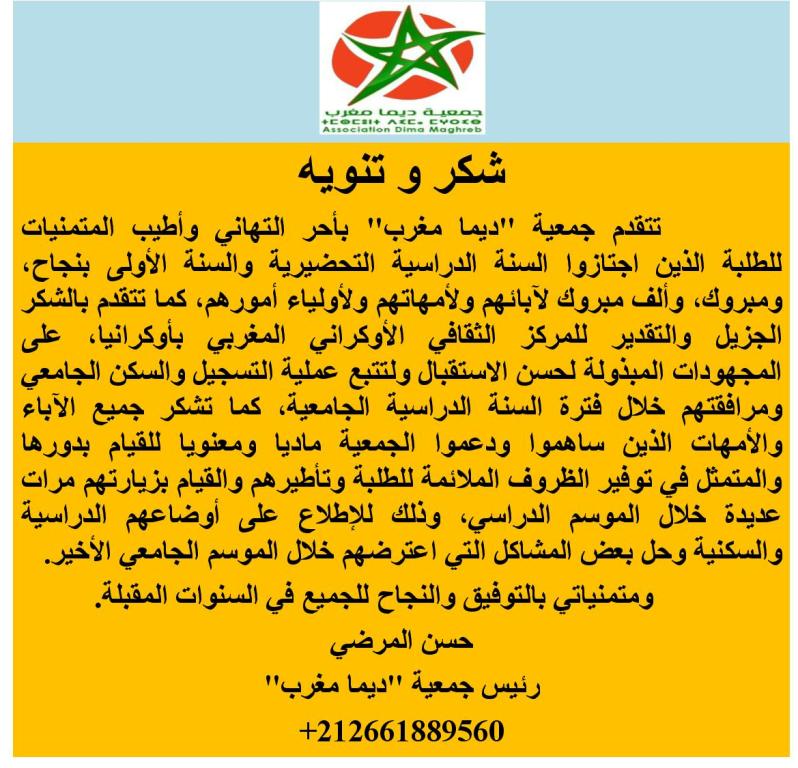 جمعية ديما مغرب
ⵜⴰⵎⵙⵎⵓⵏⵜ ⴷⵉⵎⴰ ⵎⵖⵔⵉⴱ
Association Dima Maghreb
شكر و تنويه
تتقدم جمعية "ديما مغرب" بأحر التهاني وأطيب المتمنيات
للطلبة الذين اجتازوا السنة الدراسية التحضيرية والسنة الأولى بنجاح،
ومبروك، وألف مبروك لآبائهم ولأمهاتهم ولأولياء أمورهم، كما تتقدم بالشكر
الجزيل والتقدير للمركز الثقافي الأوكراني المغربي بأوكرانيا، على
المجهودات المبذولة لحسن الاستقبال ولتتبع عملية التسجيل والسكن الجامعي
ومرافقتهم خلال فترة السنة الدراسية الجامعية، كما تشكر جميع الآباء
والأمهات الذين ساهموا ودعموا الجمعية ماديا ومعنويا للقيام بدورها
والمتمثل في توفير الظروف الملائمة للطلبة وتأطيرهم والقيام بزيارتهم مرات
عديدة خلال الموسم الدراسي، وذلك للإطلاع على أوضاعهم الدراسية
والسكنية وحل بعض المشاكل التي اعترضهم خلال الموسم الجامعي الأخير.
ومتمنياتي بالتوفيق والنجاح للجميع في السنوات المقبلة.
حسن المرضي
رئيس جمعية "ديما مغرب"
+212661889560